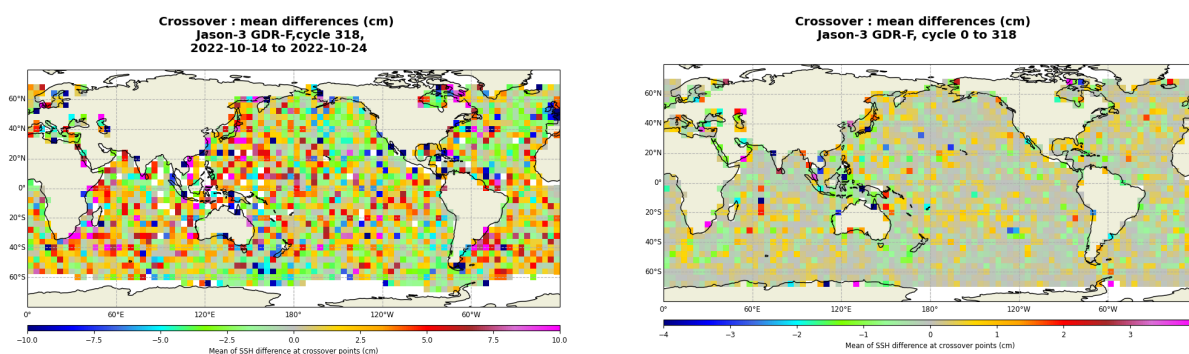 Crossover : mean differences (cm)
Jason-3 GDR-F,cycle 318,
2022-10-14 to 2022-10-24
60°N
40°N
20°N
0°
20°S
40°S
60°S
0°
60°E
120°E
180°
120°W
60°W
−10.0
−7.5
−5.0
−2.5
0.0
2.5
5.0
7.5
10.0
Mean of SSH difference at crossover points (cm)
Crossover : mean differences (cm)
Jason-3 GDR-F, cycle 0 to 318
60°N
40°N
20°N
0°
20°S
40°S
60°S
0°
60°E
120°E
180°
120°W
60°W
−4
−3
−2
−1
0
1
2
3
Mean of SSH difference at crossover points (cm)